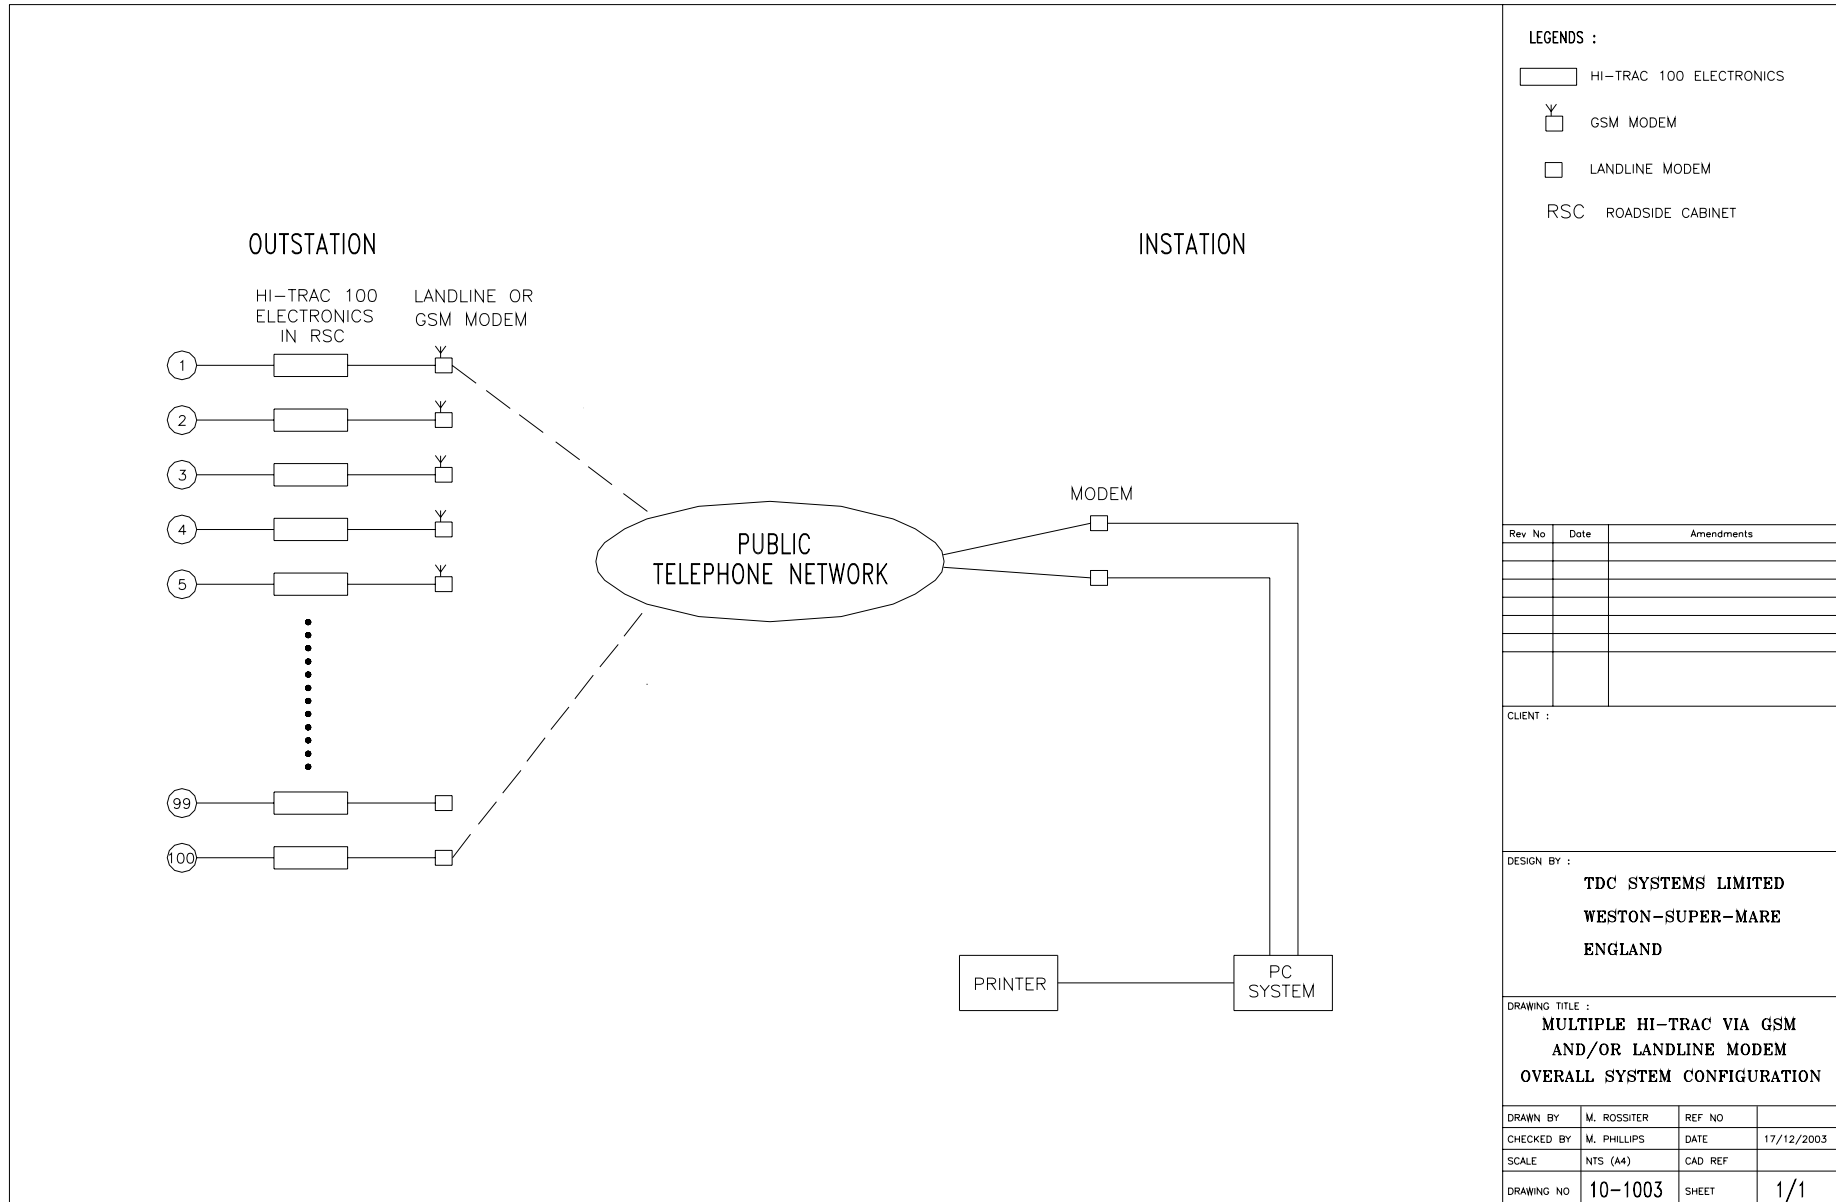 OUTSTATION
INSTATION
HI-TRAC 100
ELECTRONICS
IN RSC
LANDLINE OR
GSM MODEM
1
2
3
4
5
99
100
PUBLIC
TELEPHONE NETWORK
MODEM
PRINTER
PC
SYSTEM
LEGENDS :
HI-TRAC 100 ELECTRONICS
GSM MODEM
LANDLINE MODEM
RSC ROADSIDE CABINET
Rev No Date Amendments
CLIENT :
DESIGN BY :
TDC SYSTEMS LIMITED
WESTON-SUPER-MARE
ENGLAND
DRAWING TITLE :
MULTIPLE HI-TRAC VIA GSM
AND/OR LANDLINE MODEM
OVERALL SYSTEM CONFIGURATION
DRAWN BY M. ROSSITER REF NO
CHECKED BY M. PHILLIPS DATE 17/12/2003
SCALE NTS (A4) CAD REF
DRAWING NO 10-1003 SHEET 1/1